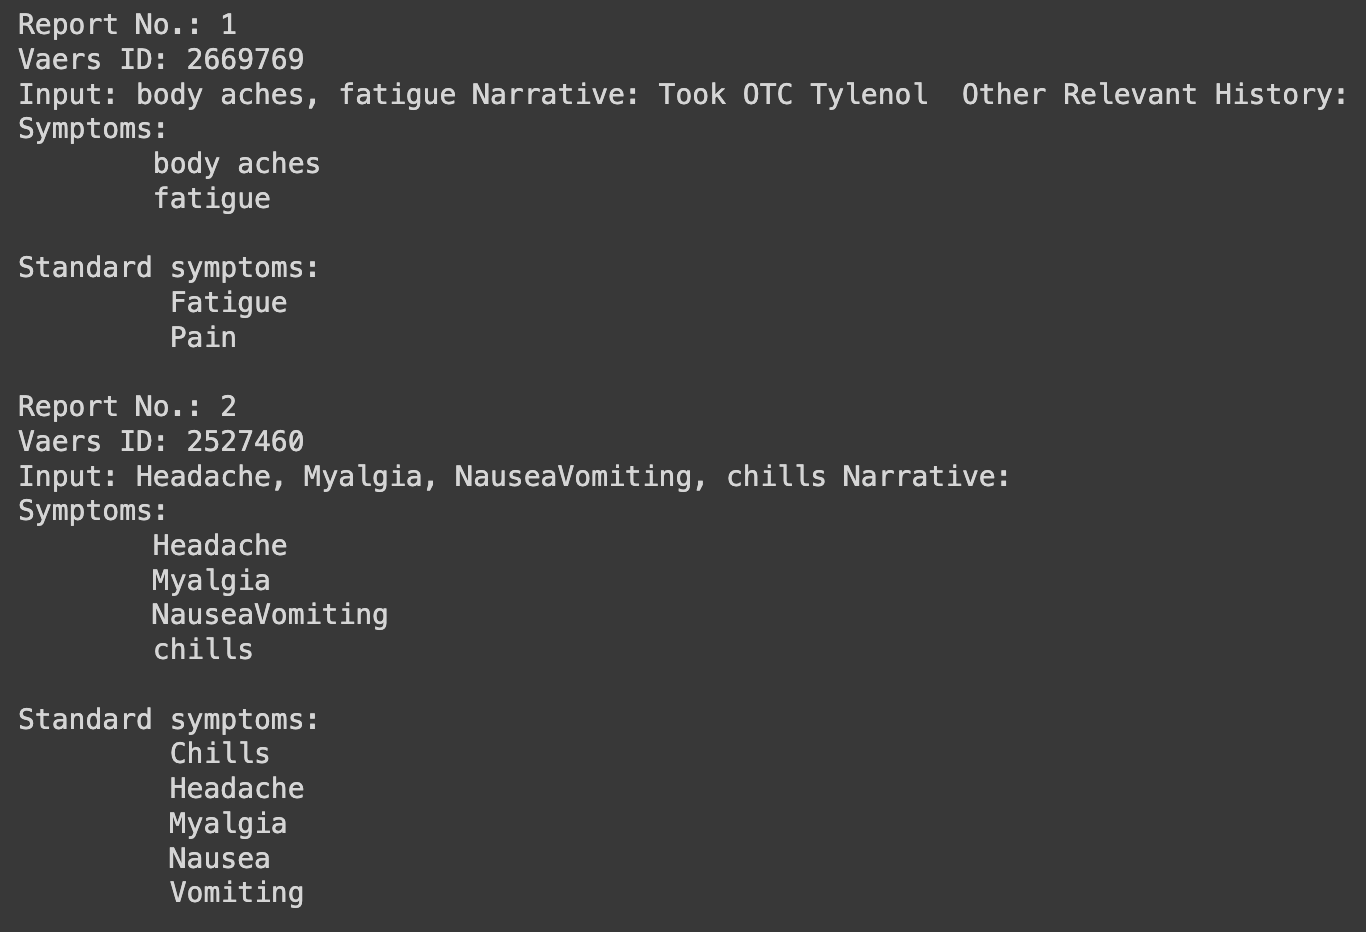 Report No.: 1
Vaers ID: 2669769
Input: body aches, fatigue Narrative: Took OTC Tylenol  Other Relevant History:
Symptoms:
body aches
fatigue
Standard symptoms:
Fatigue
Pain
Report No.: 2
Vaers ID: 2527460
Input: Headache, Myalgia, NauseaVomiting, chills Narrative:
Symptoms:
Headache
Myalgia
NauseaVomiting
chills
Standard symptoms:
Chills
Headache
Myalgia
Nausea
Vomiting